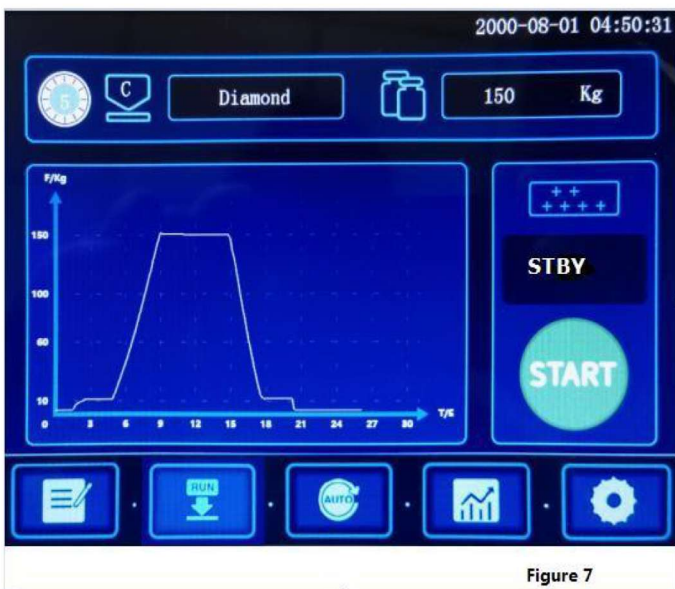 2000-08-01 04:50:31
5
C
Diamond
150 Kg
F/Kg
150
100
60
10
0 3 6 9 12 15 18 21 24 27 30
T/S
STBY
START
RUN
AUTO
Figure 7